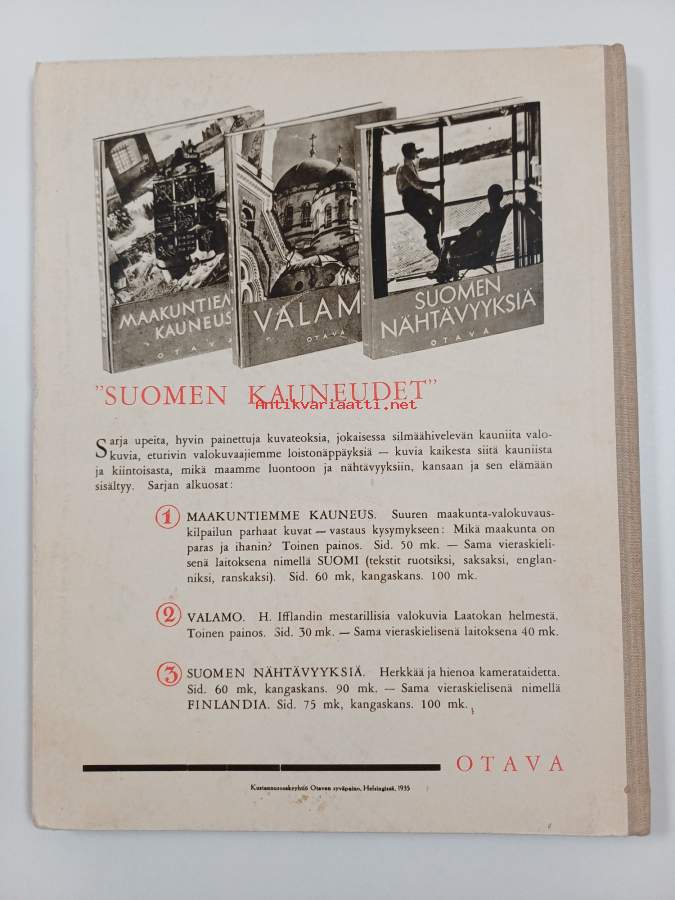 MAAKUNTIEM
KAUNEUS
OTAVA
VALAM
OTAVA
SUOMEN
NÄHTÄVYYKSIÄ
OTAVA
"SUOMEN KAUNEUDET"
Antikvariaatti.net
Sarja upeita, hyvin painettuja kuvateoksia, jokaisessa silmäähivelevän kauniita valo-
kuvia, eturivin valokuvaajiemme loistonäppäyksiä — kuvia kaikesta siitä kauniista
ja kiintoisasta, mikä maamme luontoon ja nähtävyyksiin, kansaan ja sen elämään
sisältyy. Sarjan alkuosat:
1 MAAKUNTIEMME KAUNEUS. Suuren maakunta-valokuvaus-
kilpailun parhaat kuvat — vastaus kysymykseen: Mikä maakunta on
paras ja ihanin? Toinen painos. Sid. 50 mk. — Sama vieraskieli-
senä laitoksena nimellä SUOMI (tekstit ruotsiksi, saksaksi, englan-
niksi, ranskaksi). Sid. 60 mk, kangaskans. 100 mk.
2 VALAMO. H. Ifflandin mestarillisia valokuvia Laatokan helmestä.
Toinen painos. Sid. 30 mk. — Sama vieraskielisenä laitoksena 40 mk.
3 SUOMEN NÄHTÄVYYKSIÄ. Herkkää ja hienoa kamerataidetta.
Sid. 60 mk, kangaskans. 90 mk. — Sama vieraskielisenä nimellä
FINLANDIA. Sid. 75 mk, kangaskans. 100 mk.
OTAVA
Kustannusosakeyhtiö Otavan syväpaino, Helsingissä, 1935